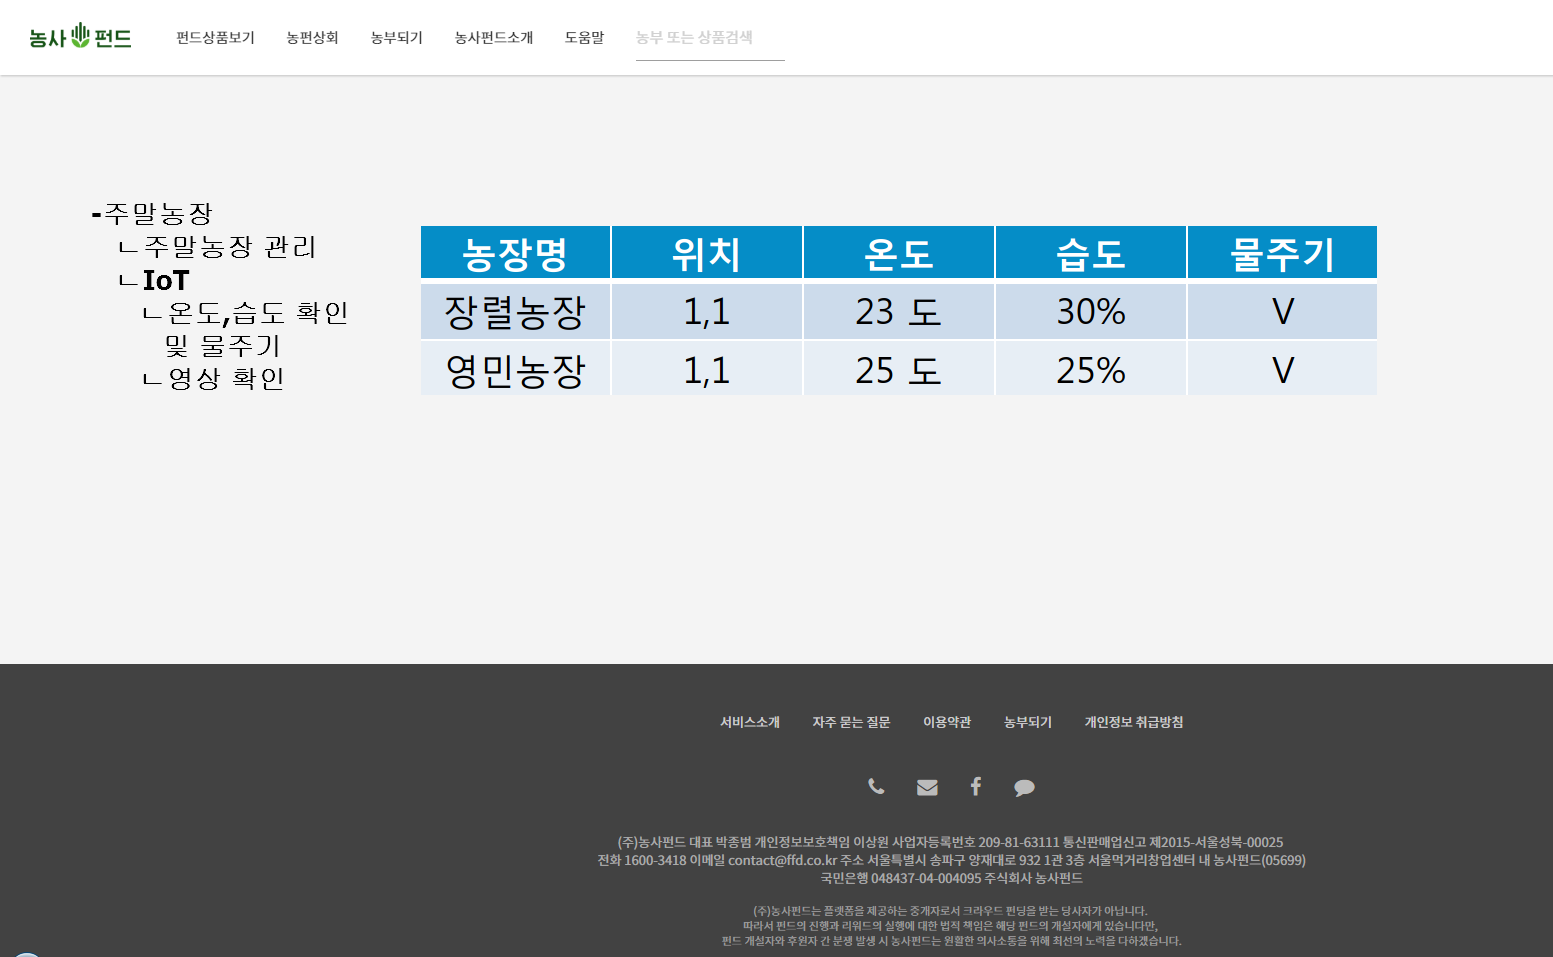 농사펀드 펀드상품보기 농펀상회 농부되기 농사펀드소개 도움말 농부 또는 상품검색
-주말농장
ㄴ주말농장 관리
ㄴIoT
ㄴ온도,습도 확인
및 물주기
ㄴ영상 확인
농장명 위치 온도 습도 물주기
장렬농장 1,1 23 도 30% V
영민농장 1,1 25 도 25% V
서비스소개 자주 묻는 질문 이용약관 농부되기 개인정보 취급방침
(주)농사펀드 대표 박종범 개인정보보호책임 이상원 사업자등록번호 209-81-63111 통신판매업신고 제2015-서울성북-00025
전화 1600-3418 이메일 contact@ffd.co.kr 주소 서울특별시 송파구 양재대로 932 1관 3층 서울먹거리창업센터 내 농사펀드(05699)
국민은행 048437-04-004095 주식회사 농사펀드
(주)농사펀드는 플랫폼을 제공하는 중개자로서 크라우드 펀딩을 받는 당사자가 아닙니다.
따라서 펀드의 진행과 리워드의 실행에 대한 법적 책임은 해당 펀드의 개설자에게 있습니다만,
펀드 개설자와 후원자 간 분쟁 발생 시 농사펀드는 원활한 의사소통을 위해 최선의 노력을 다하겠습니다.